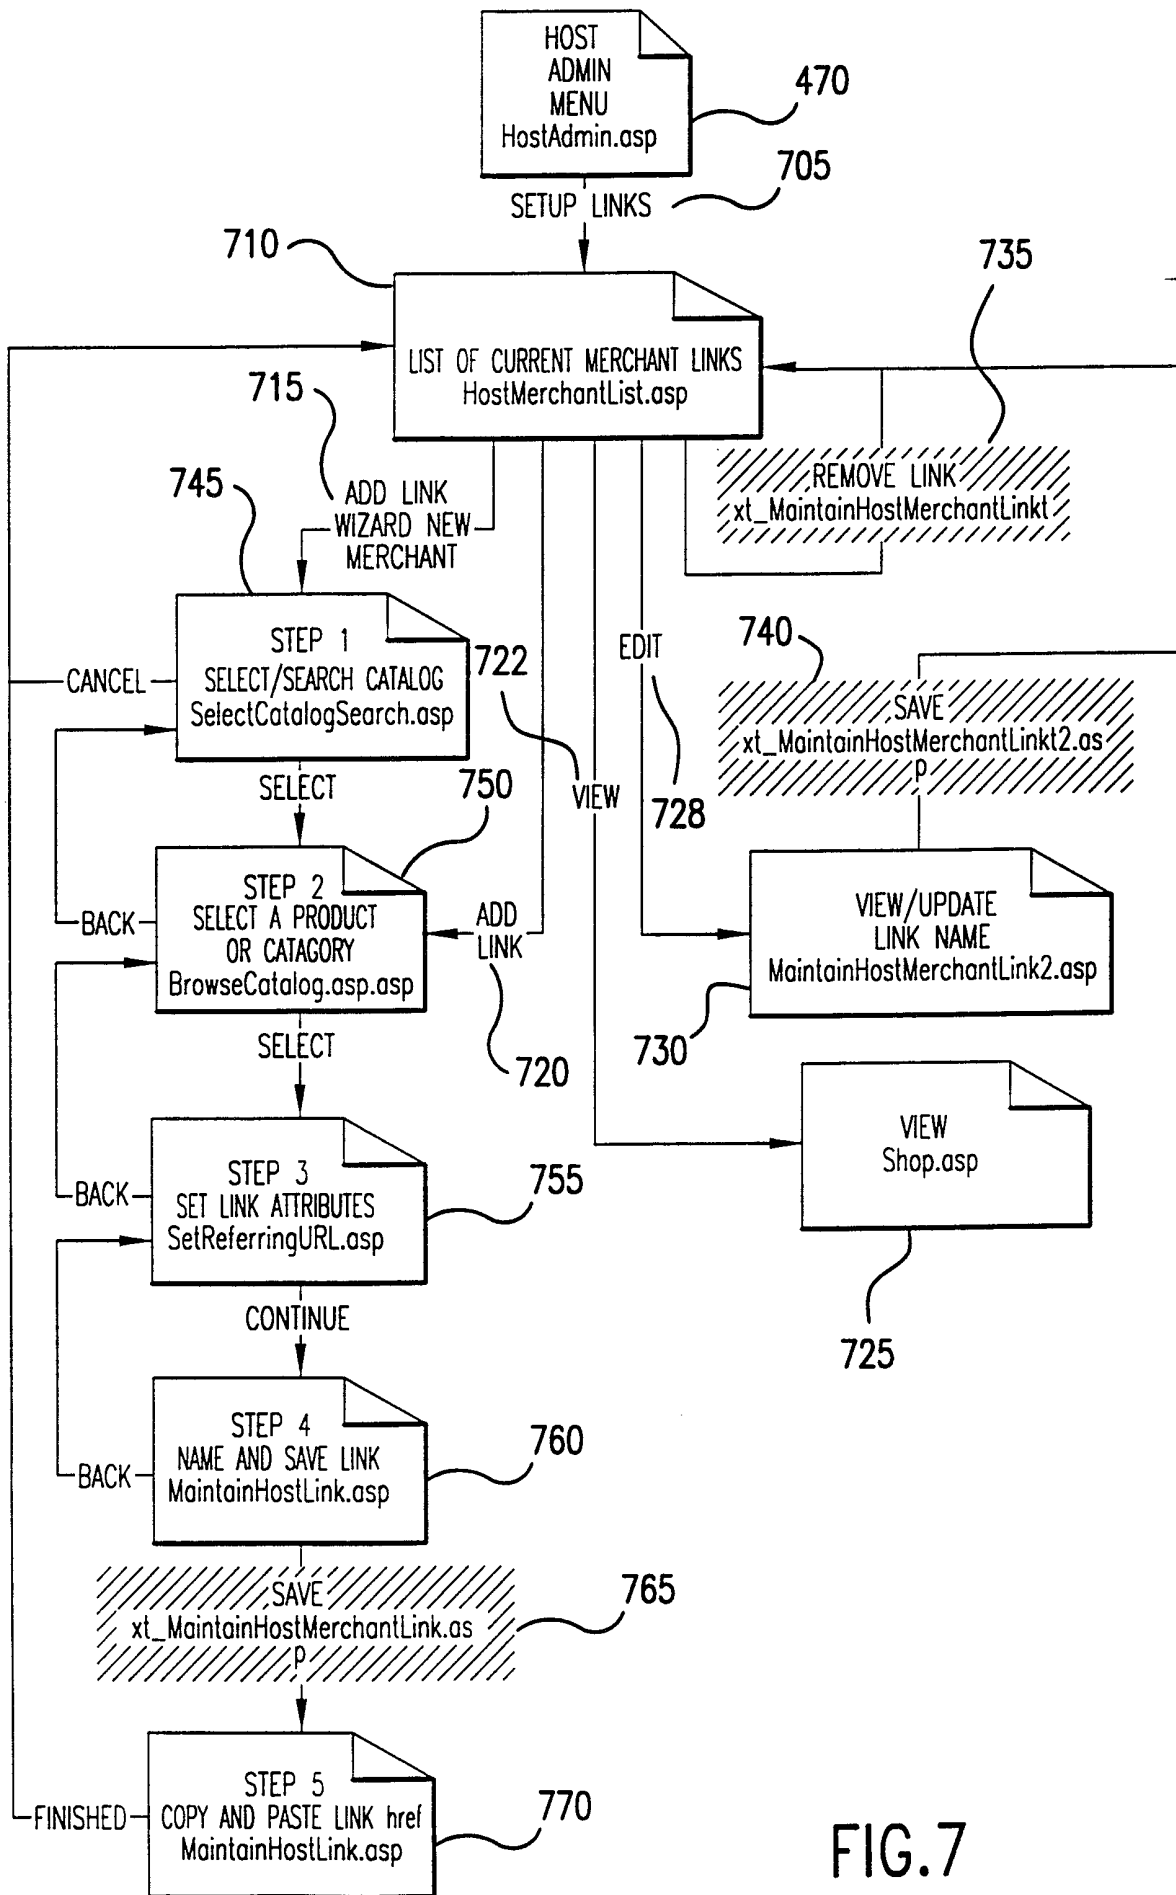 HOST
ADMIN
MENU
HostAdmin.asp
470
SETUP LINKS
705
710
735
LIST OF CURRENT MERCHANT LINKS
HostMerchantList.asp
715
REMOVE LINK
xt_MaintainHostMerchantLinkt
745
ADD LINK
WIZARD NEW
MERCHANT
STEP 1
SELECT/SEARCH CATALOG
SelectCatalogSearch.asp
CANCEL
722
EDIT
740
SAVE
xt_MaintainHostMerchantLinkt2.as
p
SELECT
750
VIEW
728
STEP 2
SELECT A PRODUCT
OR CATAGORY
BrowseCatalog.asp.asp
BACK
ADD
LINK
VIEW/UPDATE
LINK NAME
MaintainHostMerchantLink2.asp
SELECT
720
730
VIEW
Shop.asp
STEP 3
SET LINK ATTRIBUTES
SetReferringURL.asp
BACK
755
CONTINUE
725
STEP 4
NAME AND SAVE LINK
MaintainHostLink.asp
BACK
760
SAVE
xt_MaintainHostMerchantLink.as
p
765
STEP 5
COPY AND PASTE LINK href
MaintainHostLink.asp
FINISHED
770
FIG.7